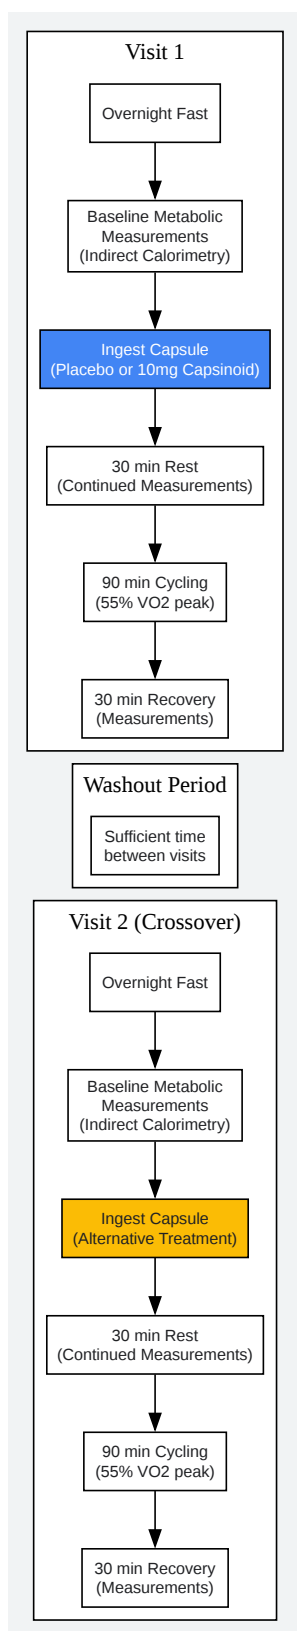 Visit 1
Overnight Fast
Baseline Metabolic
Measurements
(Indirect Calorimetry)
Ingest Capsule
(Placebo or 10mg Capsinoid)
30 min Rest
(Continued Measurements)
90 min Cycling
(55% VO2 peak)
30 min Recovery
(Measurements)
Washout Period
Sufficient time
between visits
Visit 2 (Crossover)
Overnight Fast
Baseline Metabolic
Measurements
(Indirect Calorimetry)
Ingest Capsule
(Alternative Treatment)
30 min Rest
(Continued Measurements)
90 min Cycling
(55% VO2 peak)
30 min Recovery
(Measurements)